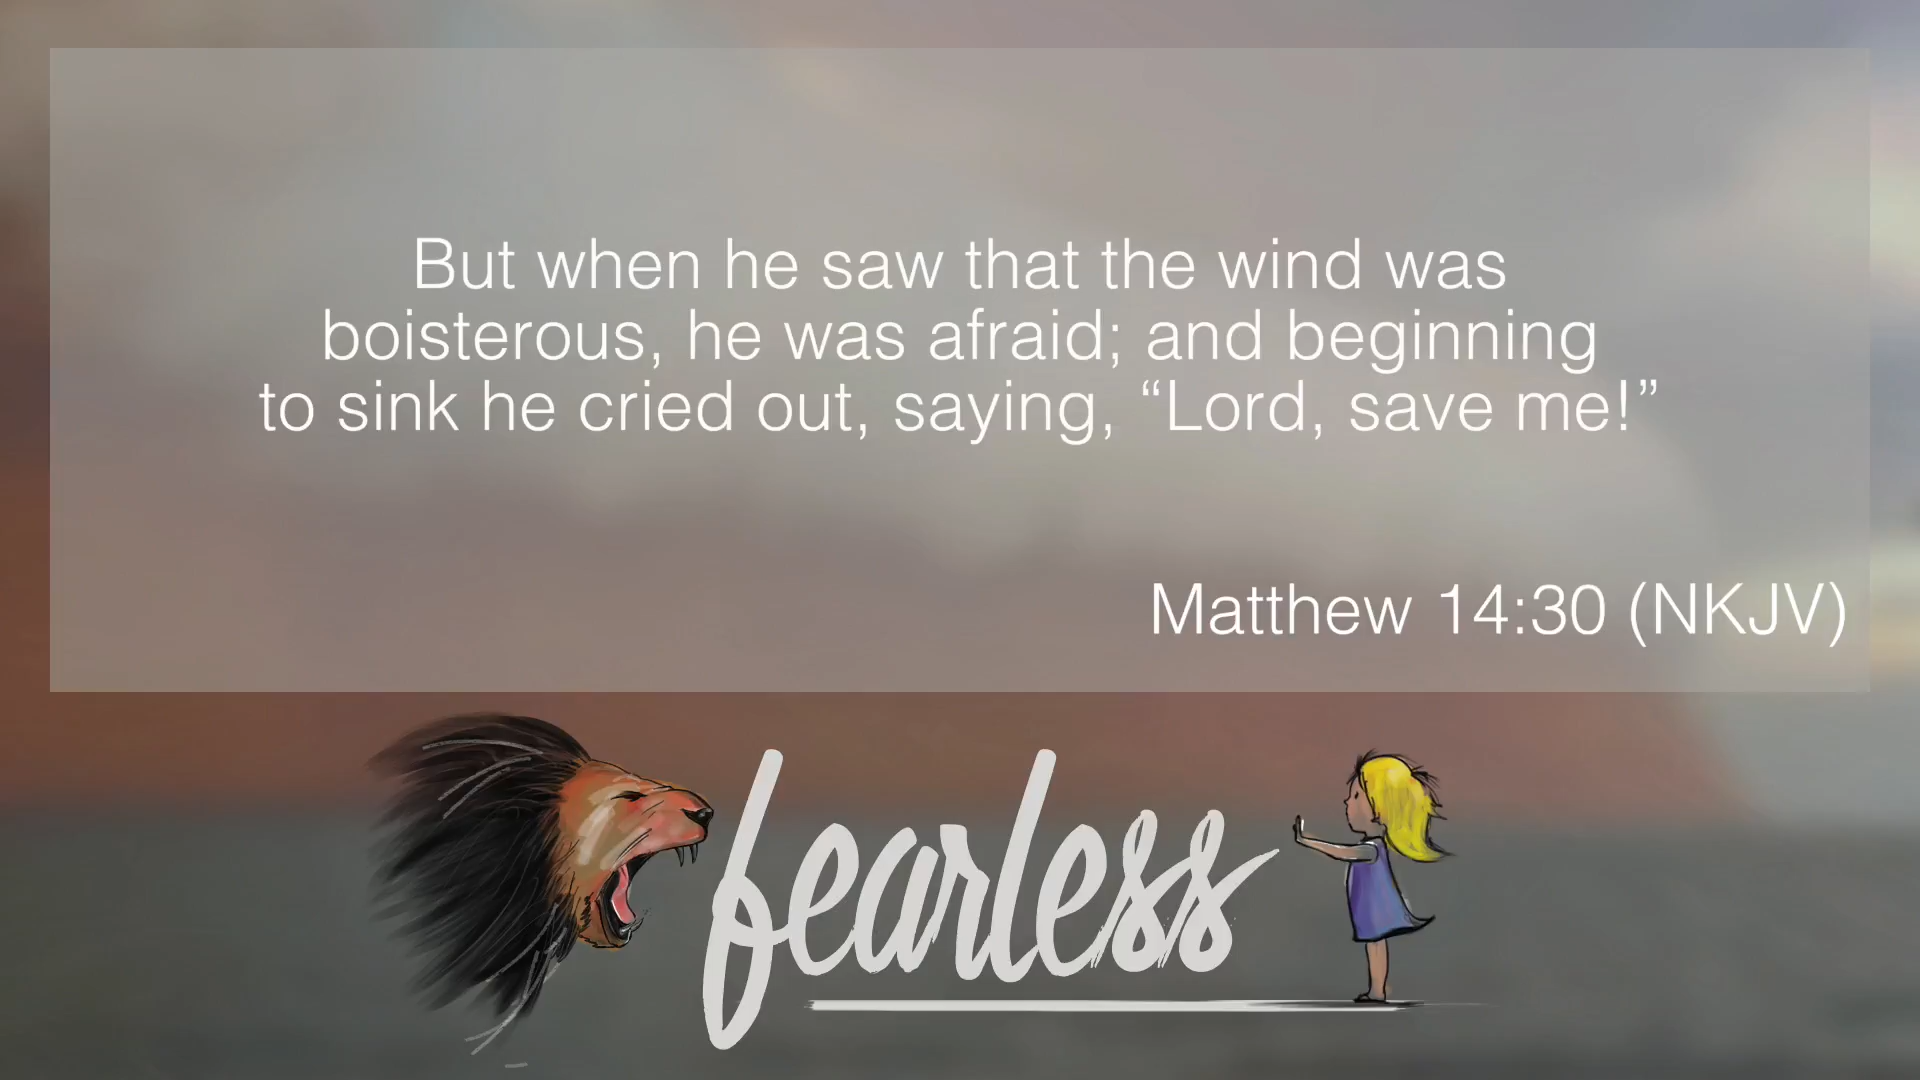 But when he saw that the wind was
boisterous, he was afraid; and beginning
to sink he cried out, saying, “Lord, save me!”
Matthew 14:30 (NKJV)
fearless